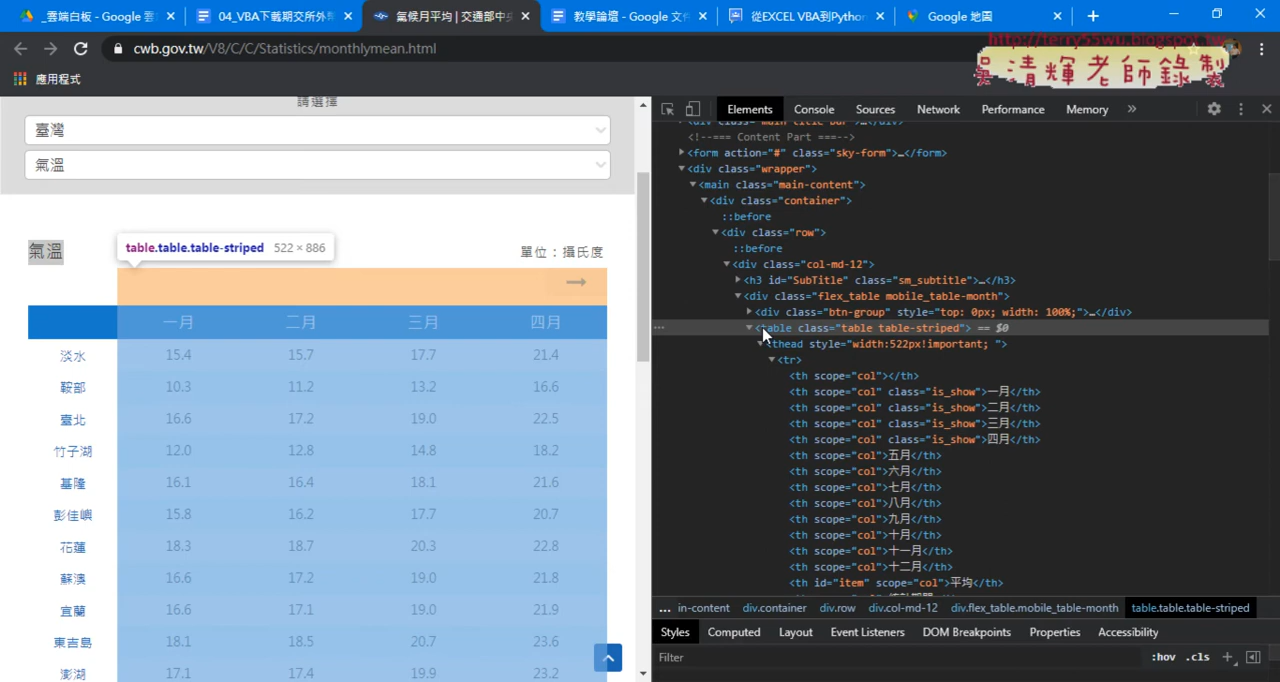 _雲端白板 - Google 雲
04_VBA下載期交所外幣
氣候月平均 | 交通部中央
教學論壇 - Google 文件
從EXCEL VBA到Python
Google 地圖
cwb.gov.tw/V8/C/C/Statistics/monthlymean.html
http://terry55wu.blogspot.tw
吳清輝老師錄製
應用程式
請選擇
臺灣
氣溫
氣溫
table.table.table-striped 522 × 886
單位：攝氏度
一月 二月 三月 四月
淡水 15.4 15.7 17.7 21.4
鞍部 10.3 11.2 13.2 16.6
臺北 16.6 17.2 19.0 22.5
竹子湖 12.0 12.8 14.8 18.2
基隆 16.1 16.4 18.1 21.6
彭佳嶼 15.8 16.2 17.7 20.7
花蓮 18.3 18.7 20.3 22.8
蘇澳 16.6 17.2 19.0 21.8
宜蘭 16.6 17.1 19.0 21.9
東吉島 18.1 18.5 20.7 23.6
澎湖 17.1 17.4 19.9 23.2
Elements Console Sources Network Performance Memory »
<!--=== Content Part ===-->
<form action="#" class="sky-form">…</form>
<div class="wrapper">
<main class="main-content">
<div class="container">
::before
<div class="row">
::before
<div class="col-md-12">
<h3 id="SubTitle" class="sm_subtitle">…</h3>
<div class="flex_table mobile_table-month">
<div class="btn-group" style="top: 0px; width: 100%;">…</div>
<table class="table table-striped"> == $0
<thead style="width:522px!important; ">
<tr>
<th scope="col"></th>
<th scope="col" class="is_show">一月</th>
<th scope="col" class="is_show">二月</th>
<th scope="col" class="is_show">三月</th>
<th scope="col" class="is_show">四月</th>
<th scope="col">五月</th>
<th scope="col">六月</th>
<th scope="col">七月</th>
<th scope="col">八月</th>
<th scope="col">九月</th>
<th scope="col">十月</th>
<th scope="col">十一月</th>
<th scope="col">十二月</th>
<th id="item" scope="col">平均</th>
... in-content div.container div.row div.col-md-12 div.flex_table.mobile_table-month table.table.table-striped
Styles Computed Layout Event Listeners DOM Breakpoints Properties Accessibility
Filter :hov .cls +